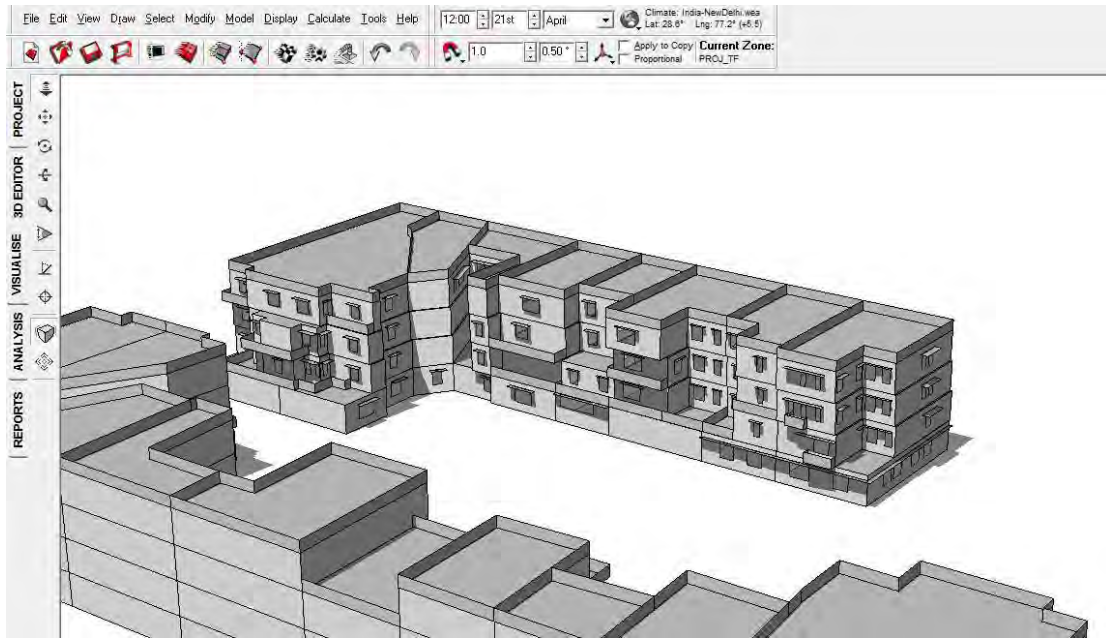 File Edit View Draw Select Modify Model Display Calculate Tools Help
12:00 21st April
Climate: India-NewDelhi.wea
Lat: 28.6° Lng: 77.2° (+5.5)
1.0 0.50 ° Apply to Copy Current Zone:
Proportional PROJ_TF
PROJECT
3D EDITOR
VISUALISE
ANALYSIS
REPORTS